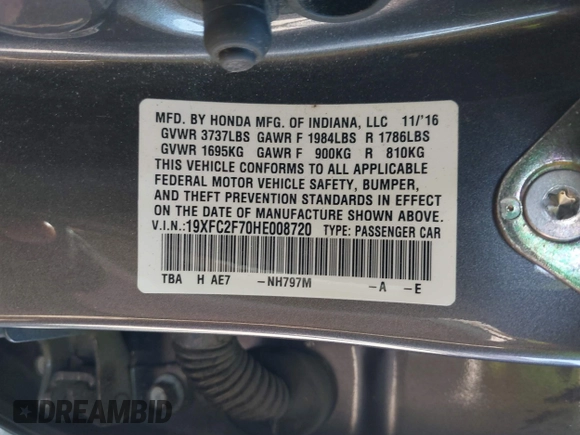 MFD. BY HONDA MFG. OF INDIANA, LLC 11/'16
GVWR 3737LBS GAWR F 1984LBS R 1786LBS
GVWR 1695KG GAWR F 900KG R 810KG
THIS VEHICLE CONFORMS TO ALL APPLICABLE
FEDERAL MOTOR VEHICLE SAFETY, BUMPER,
AND THEFT PREVENTION STANDARDS IN EFFECT
ON THE DATE OF MANUFACTURE SHOWN ABOVE.
V.I.N.:19XFC2F70HE008720 TYPE: PASSENGER CAR
TBA H AE7 -NH797M -A -E
DREAMBID